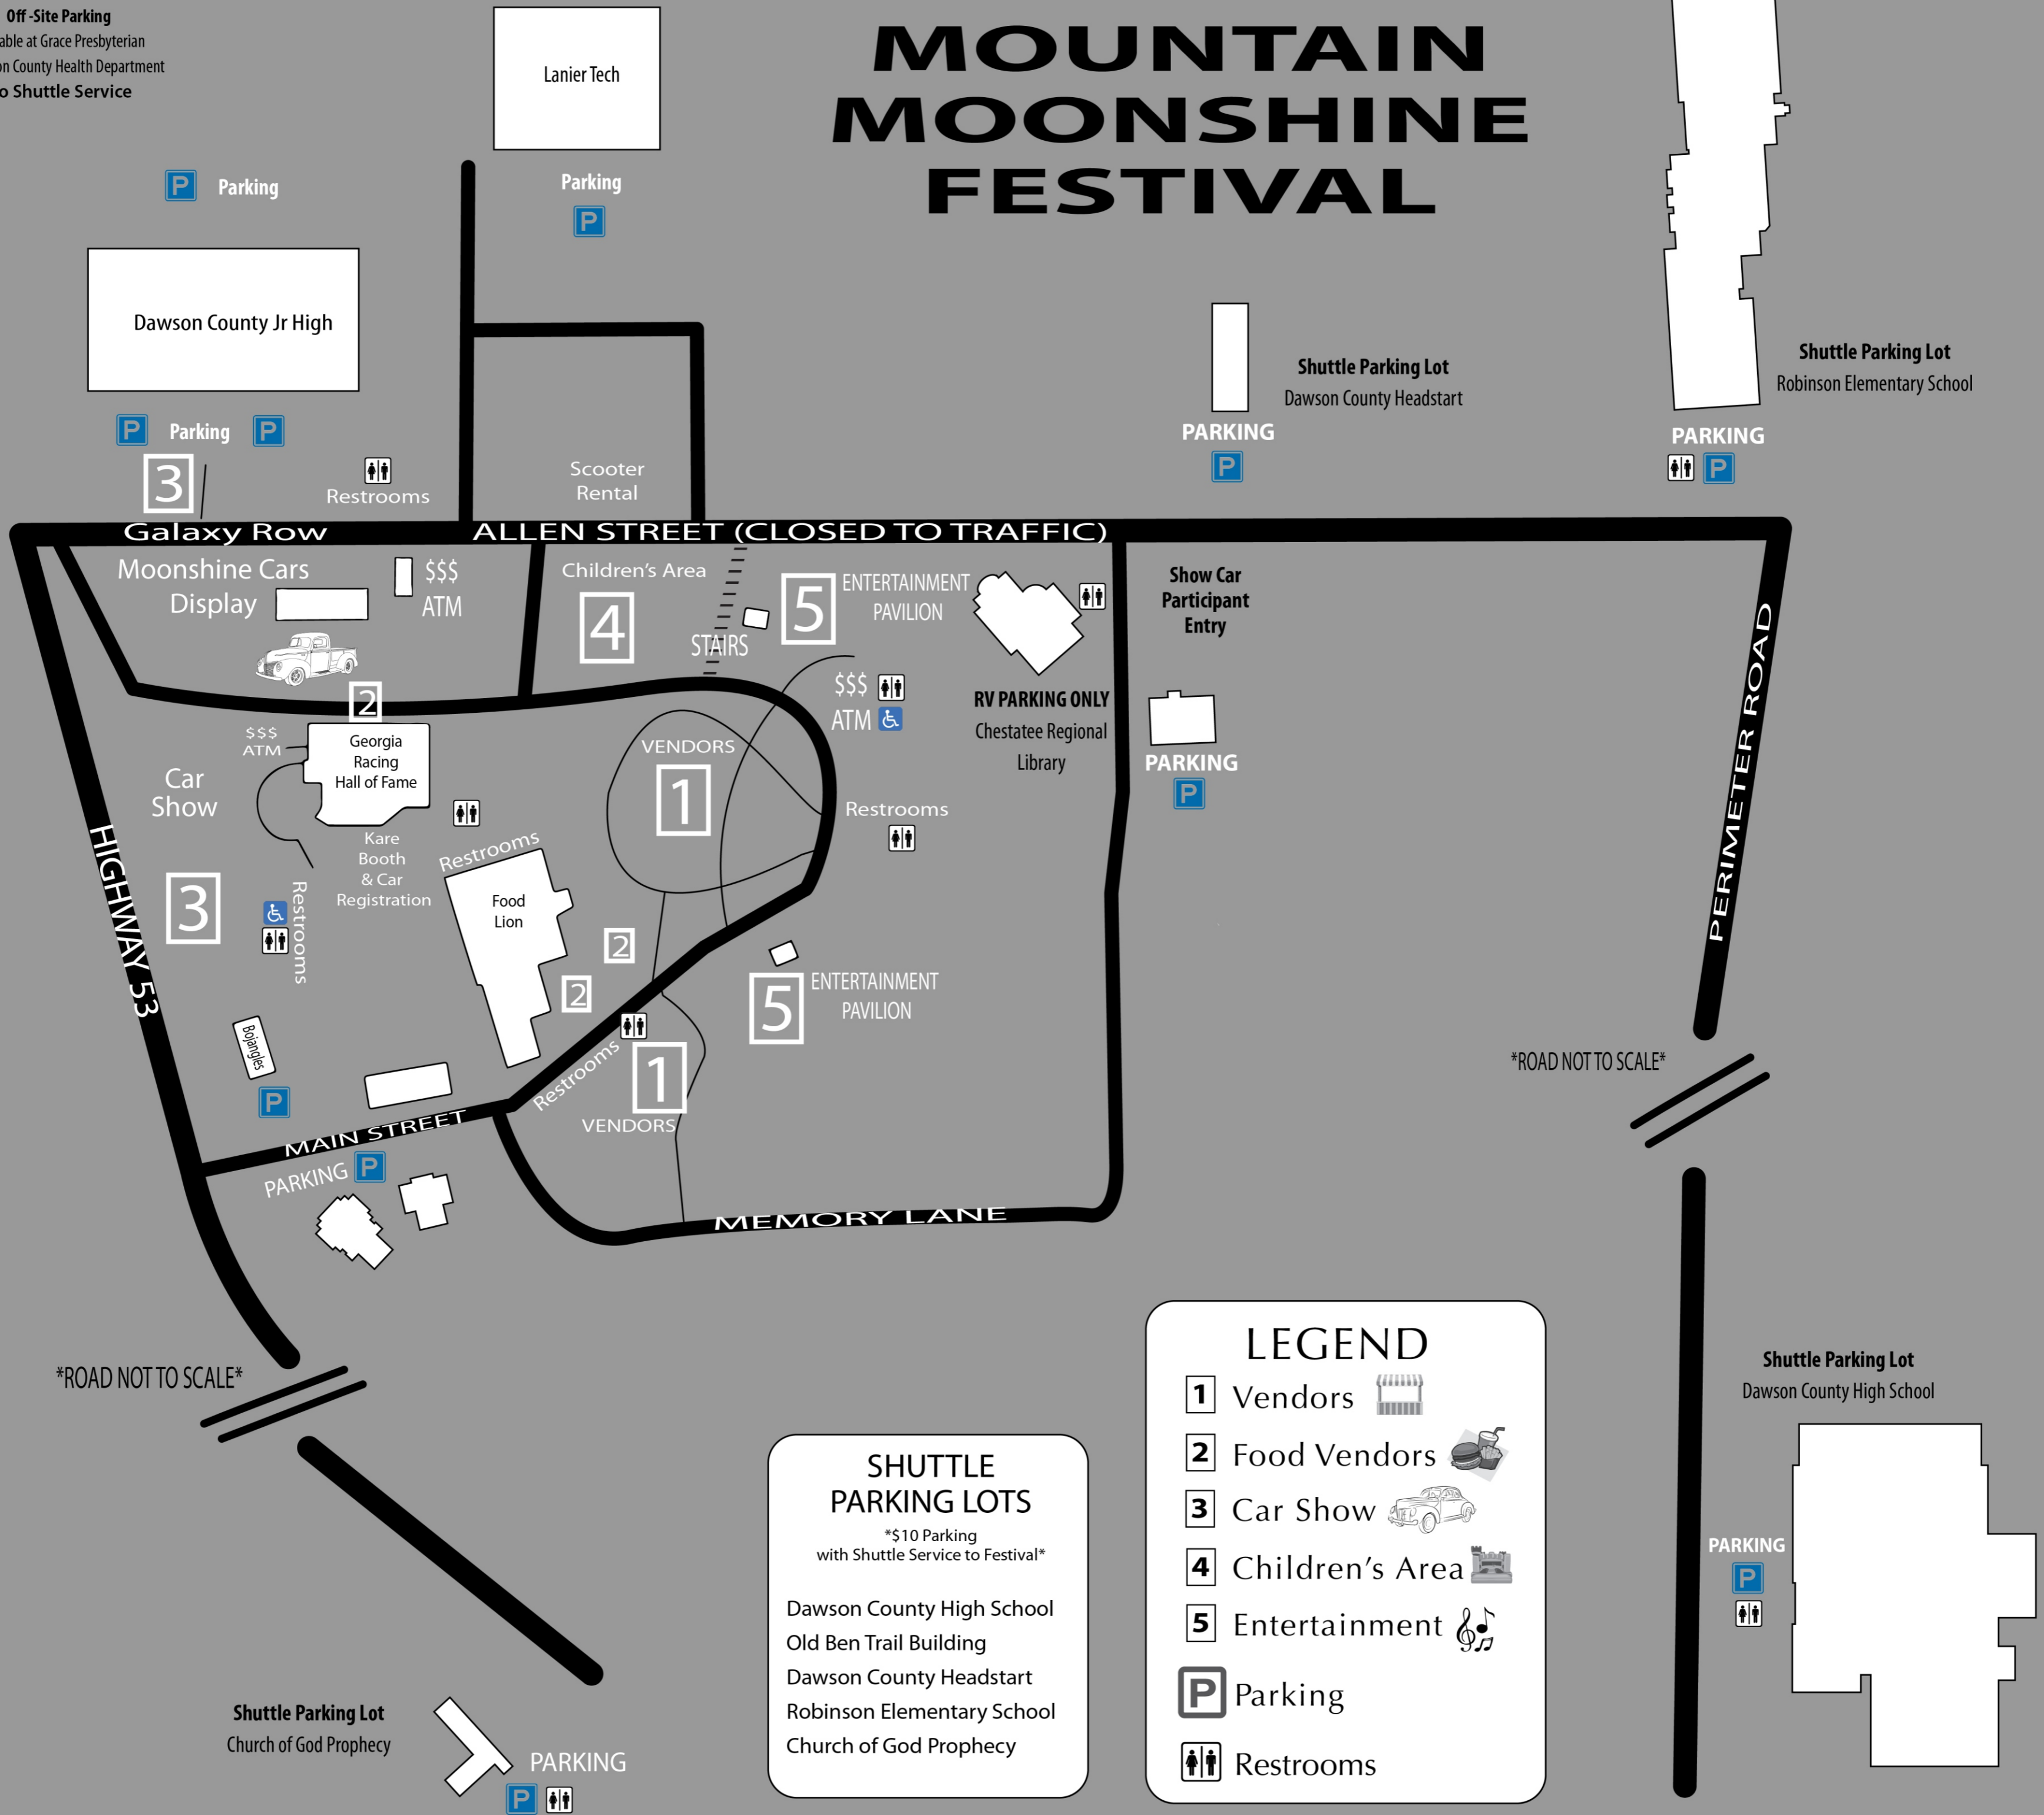 Off -Site Parking
at Grace Presbyterian
County Health Department
Shuttle Service
Lanier Tech
MOUNTAIN
MOONSHINE
FESTIVAL
P Parking
Parking
P
Dawson County Jr High
Shuttle Parking Lot
Dawson County Headstart
PARKING
P
Shuttle Parking Lot
Robinson Elementary School
PARKING
P
P Parking P
3
Restrooms
Scooter
Rental
Galaxy Row
ALLEN STREET (CLOSED TO TRAFFIC)
Moonshine Cars
Display
$$$
ATM
Children's Area
4
STAIRS
5
ENTERTAINMENT
PAVILION
Show Car
Participant
Entry
RV PARKING ONLY
Chestatee Regional
Library
PARKING
P
$$$
ATM
2
$$$
ATM
Georgia
Racing
Hall of Fame
Car
Show
VENDORS
1
Restrooms
Kare
Booth
& Car
Registration
Restrooms
Food
Lion
3
Restrooms
2
2
HIGHWAY 53
PERIMETER ROAD
5
ENTERTAINMENT
PAVILION
Bojangles
P
Restrooms
1
VENDORS
MAIN STREET
PARKING P
MEMORY LANE
*ROAD NOT TO SCALE*
*ROAD NOT TO SCALE*
Shuttle Parking Lot
Church of God Prophecy
PARKING
P
SHUTTLE
PARKING LOTS
*$10 Parking
with Shuttle Service to Festival*
Dawson County High School
Old Ben Trail Building
Dawson County Headstart
Robinson Elementary School
Church of God Prophecy
LEGEND
1 Vendors
2 Food Vendors
3 Car Show
4 Children's Area
5 Entertainment
P Parking
Restrooms
Shuttle Parking Lot
Dawson County High School
PARKING
P